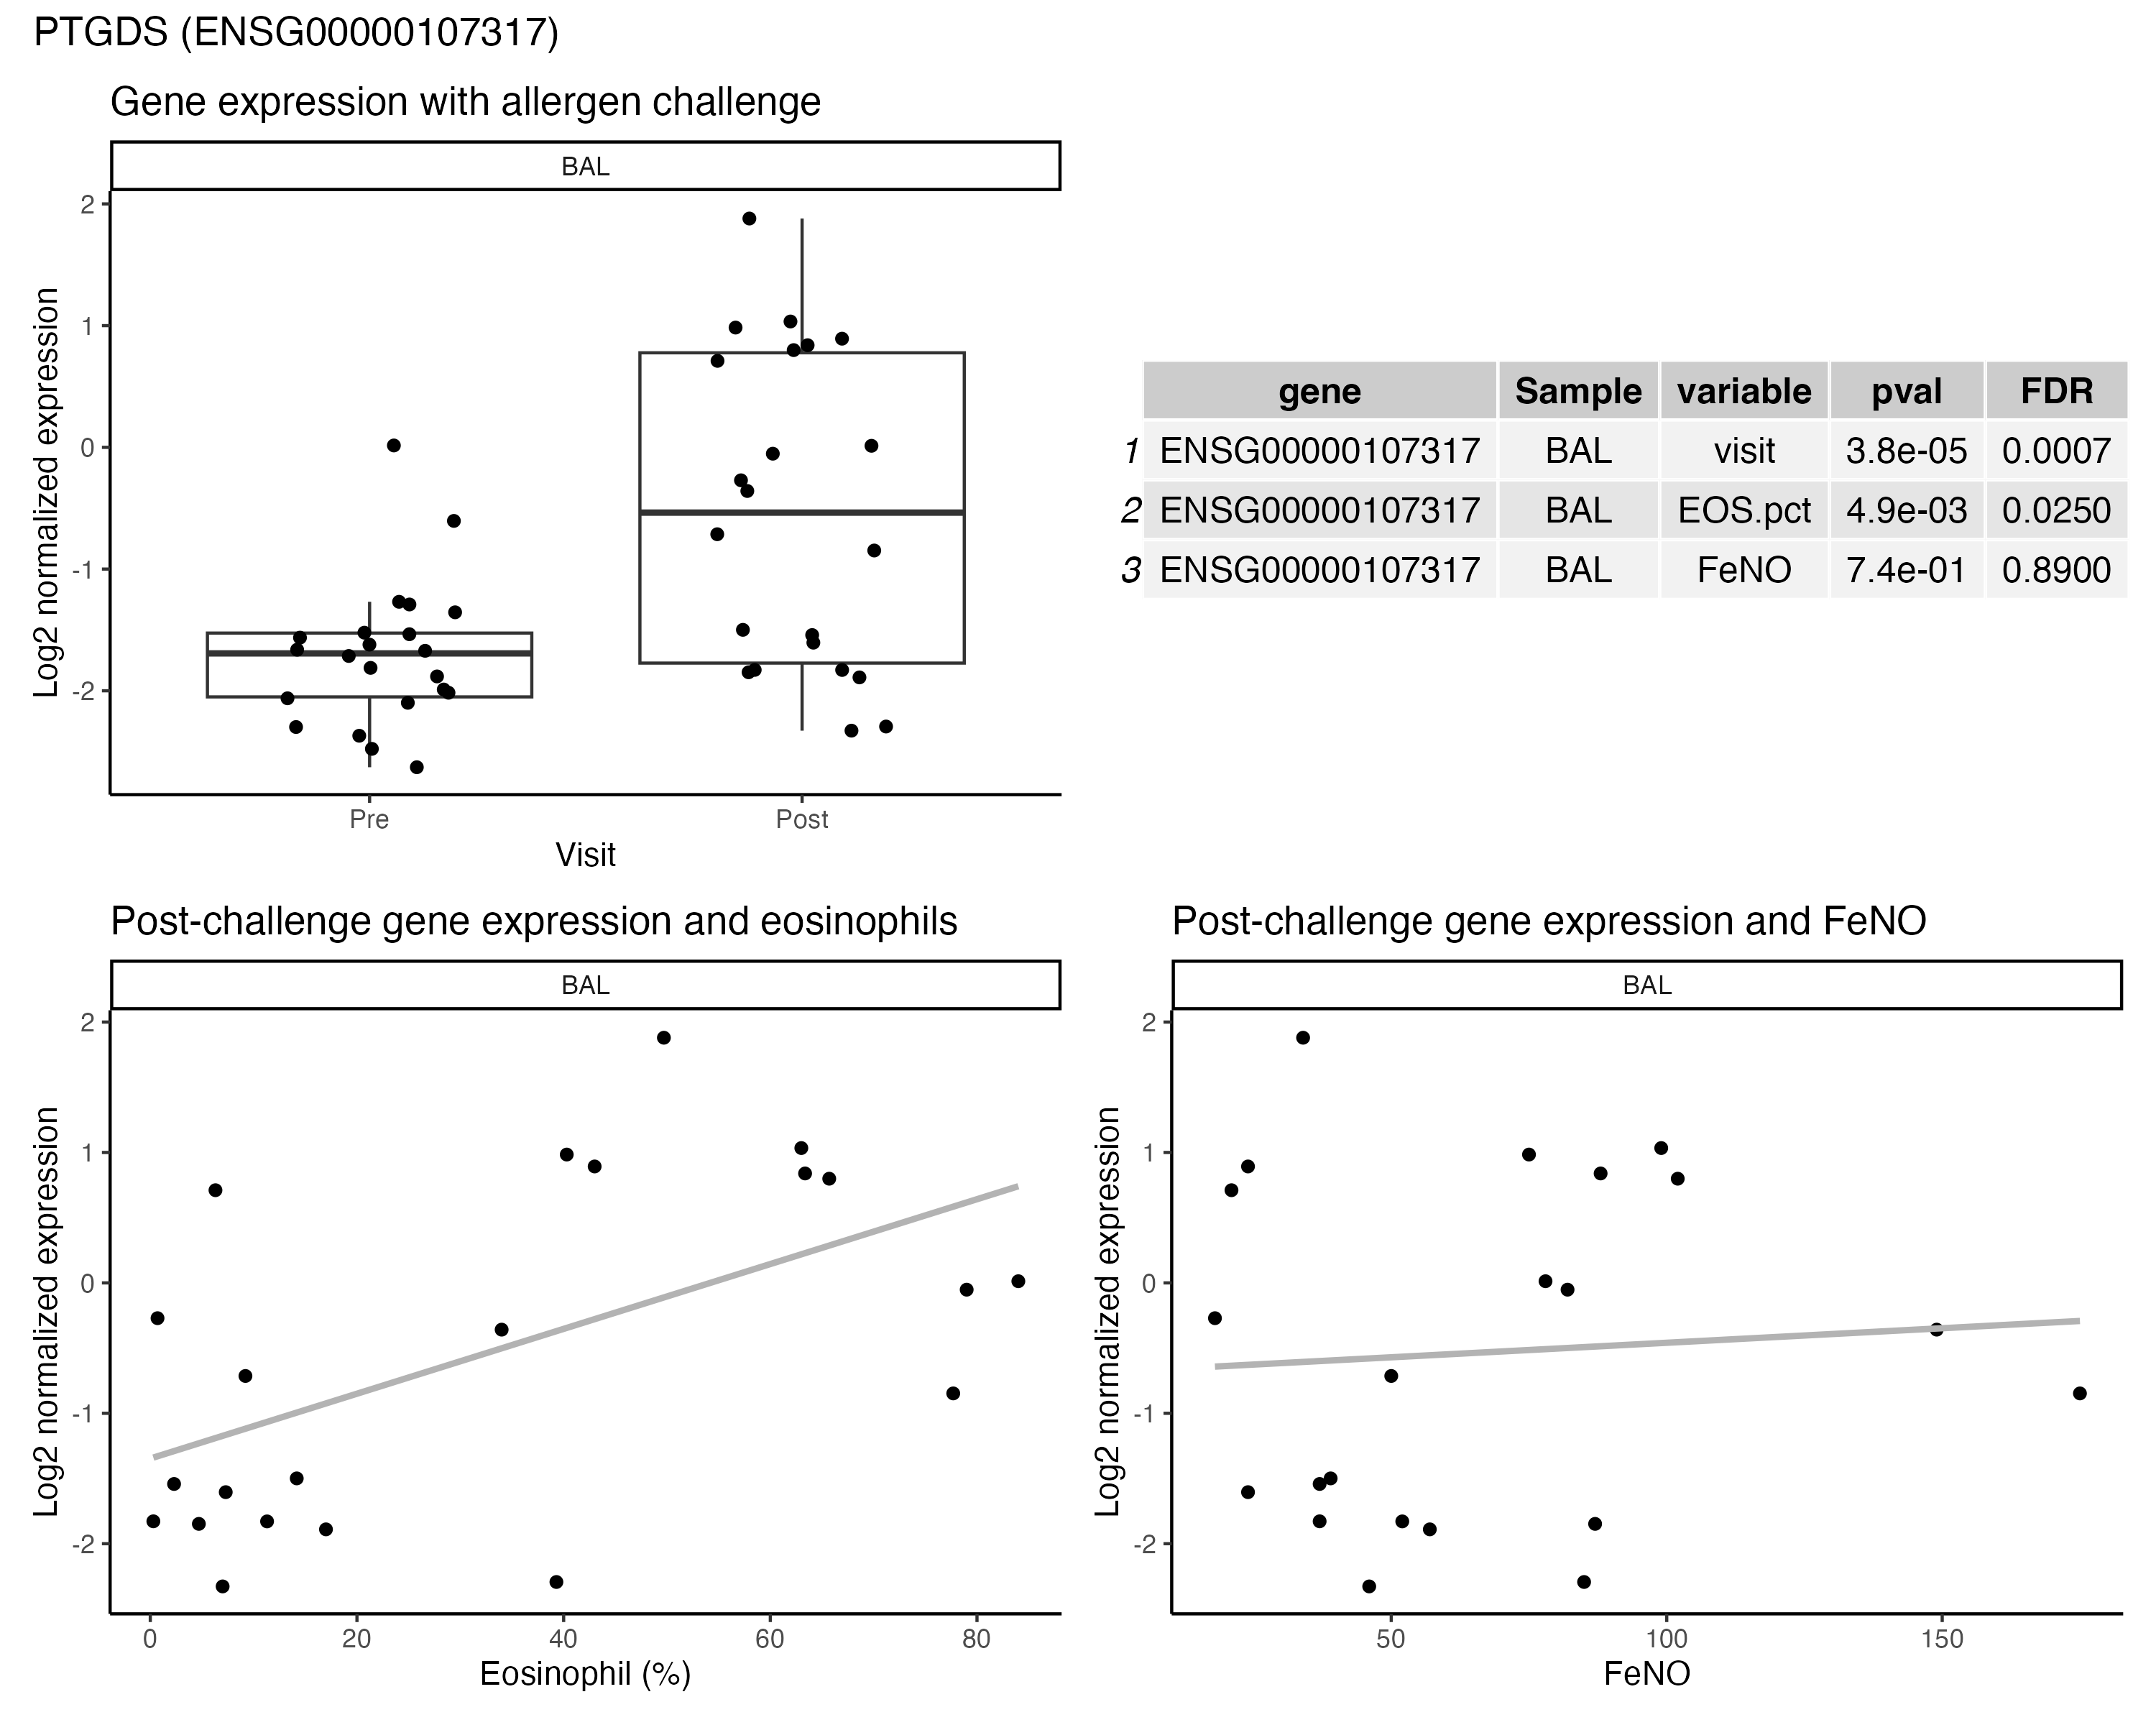 PTGDS (ENSG00000107317)
Gene expression with allergen challenge
BAL
Log2 normalized expression
2
1
0
-1
-2
Pre Post
Visit
gene Sample variable pval FDR
1 ENSG00000107317 BAL visit 3.8e-05 0.0007
2 ENSG00000107317 BAL EOS.pct 4.9e-03 0.0250
3 ENSG00000107317 BAL FeNO 7.4e-01 0.8900
Post-challenge gene expression and eosinophils
BAL
Log2 normalized expression
2
1
0
-1
-2
0 20 40 60 80
Eosinophil (%)
Post-challenge gene expression and FeNO
BAL
Log2 normalized expression
2
1
0
-1
-2
50 100 150
FeNO